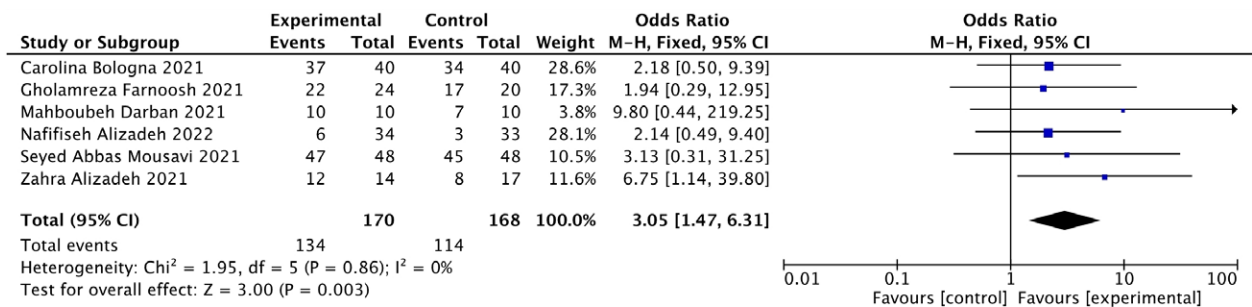 Experimental Control Odds Ratio Odds Ratio
Study or Subgroup Events Total Events Total Weight M-H, Fixed, 95% CI M-H, Fixed, 95% CI
Carolina Bologna 2021 37 40 34 40 28.6% 2.18 [0.50, 9.39]
Gholamreza Farnoosh 2021 22 24 17 20 17.3% 1.94 [0.29, 12.95]
Mahboubeh Darban 2021 10 10 7 10 3.8% 9.80 [0.44, 219.25]
Nafifiseh Alizadeh 2022 6 34 3 33 28.1% 2.14 [0.49, 9.40]
Seyed Abbas Mousavi 2021 47 48 45 48 10.5% 3.13 [0.31, 31.25]
Zahra Alizadeh 2021 12 14 8 17 11.6% 6.75 [1.14, 39.80]
Total (95% CI) 170 168 100.0% 3.05 [1.47, 6.31]
Total events 134 114
Heterogeneity: Chi² = 1.95, df = 5 (P = 0.86); I² = 0%
Test for overall effect: Z = 3.00 (P = 0.003)
0.01 0.1 1 10 100
Favours [control] Favours [experimental]